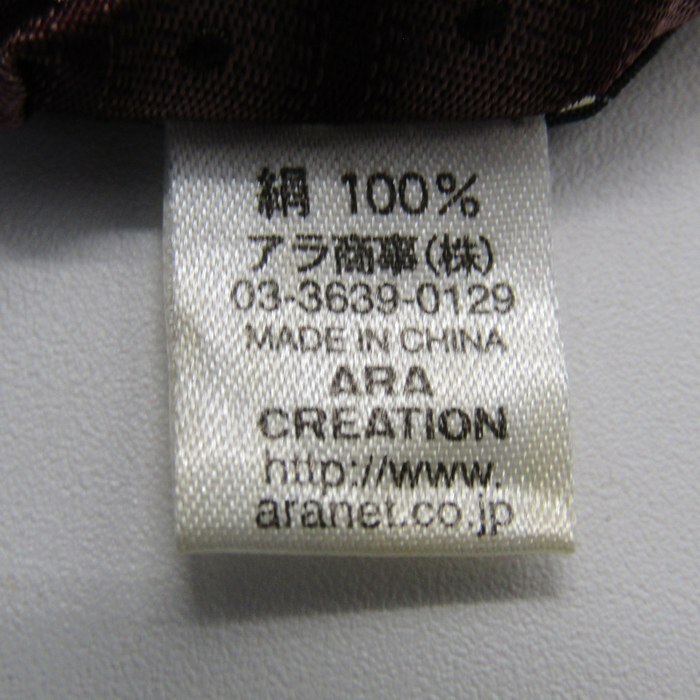 絹 100%
アラ商事(株)
03-3639-0129
MADE IN CHINA
ARA
CREATION
http://www.
aranet.co.jp